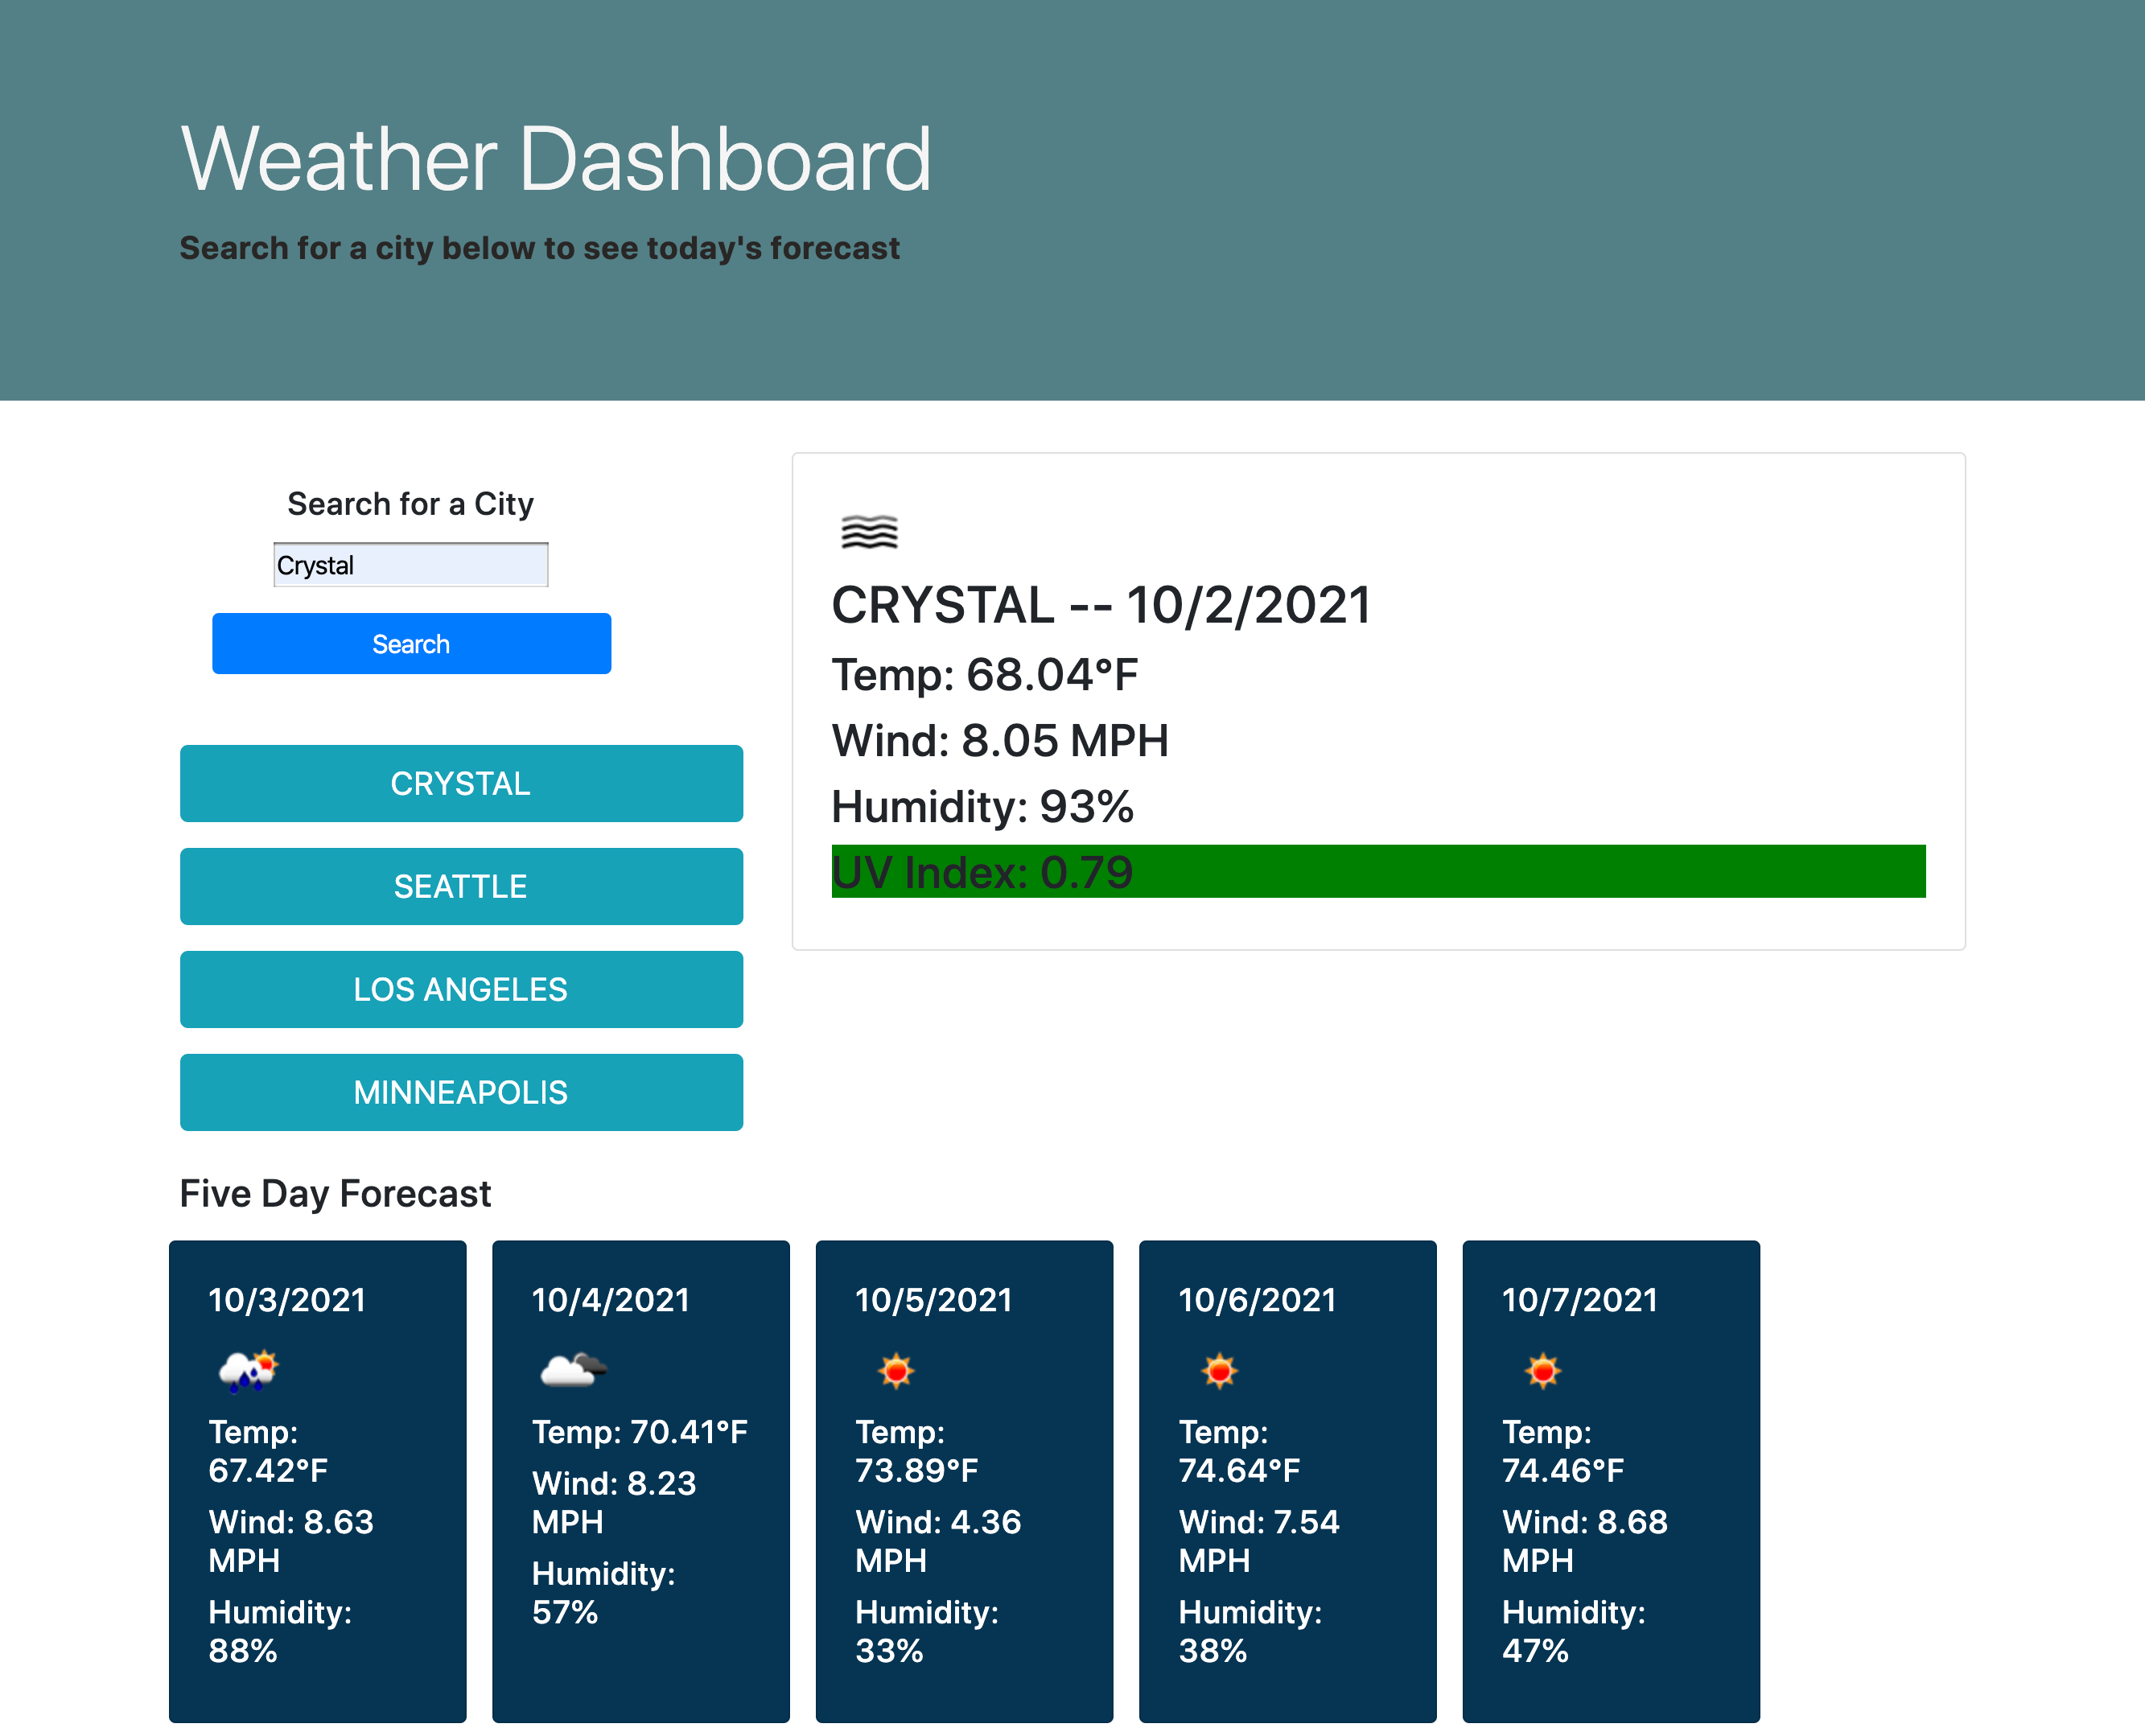 Weather Dashboard
Search for a city below to see today's forecast
Search for a City
Crystal
Search
CRYSTAL
SEATTLE
LOS ANGELES
MINNEAPOLIS
CRYSTAL -- 10/2/2021
Temp: 68.04°F
Wind: 8.05 MPH
Humidity: 93%
UV Index: 0.79
Five Day Forecast
10/3/2021
Temp:
67.42°F
Wind: 8.63
MPH
Humidity:
88%
10/4/2021
Temp: 70.41°F
Wind: 8.23
MPH
Humidity:
57%
10/5/2021
Temp:
73.89°F
Wind: 4.36
MPH
Humidity:
33%
10/6/2021
Temp:
74.64°F
Wind: 7.54
MPH
Humidity:
38%
10/7/2021
Temp:
74.46°F
Wind: 8.68
MPH
Humidity:
47%